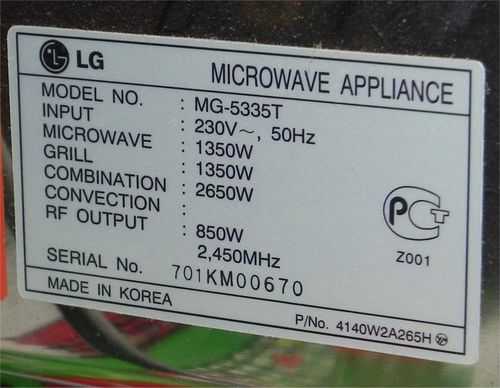 LG
MICROWAVE APPLIANCE
MODEL NO. : MG-5335T
INPUT : 230V~, 50Hz
MICROWAVE : 1350W
GRILL : 1350W
COMBINATION : 2650W
CONVECTION :
RF OUTPUT : 850W
2,450MHz
SERIAL No. 701KM00670
PCT
Z001
MADE IN KOREA
P/No. 4140W2A265H